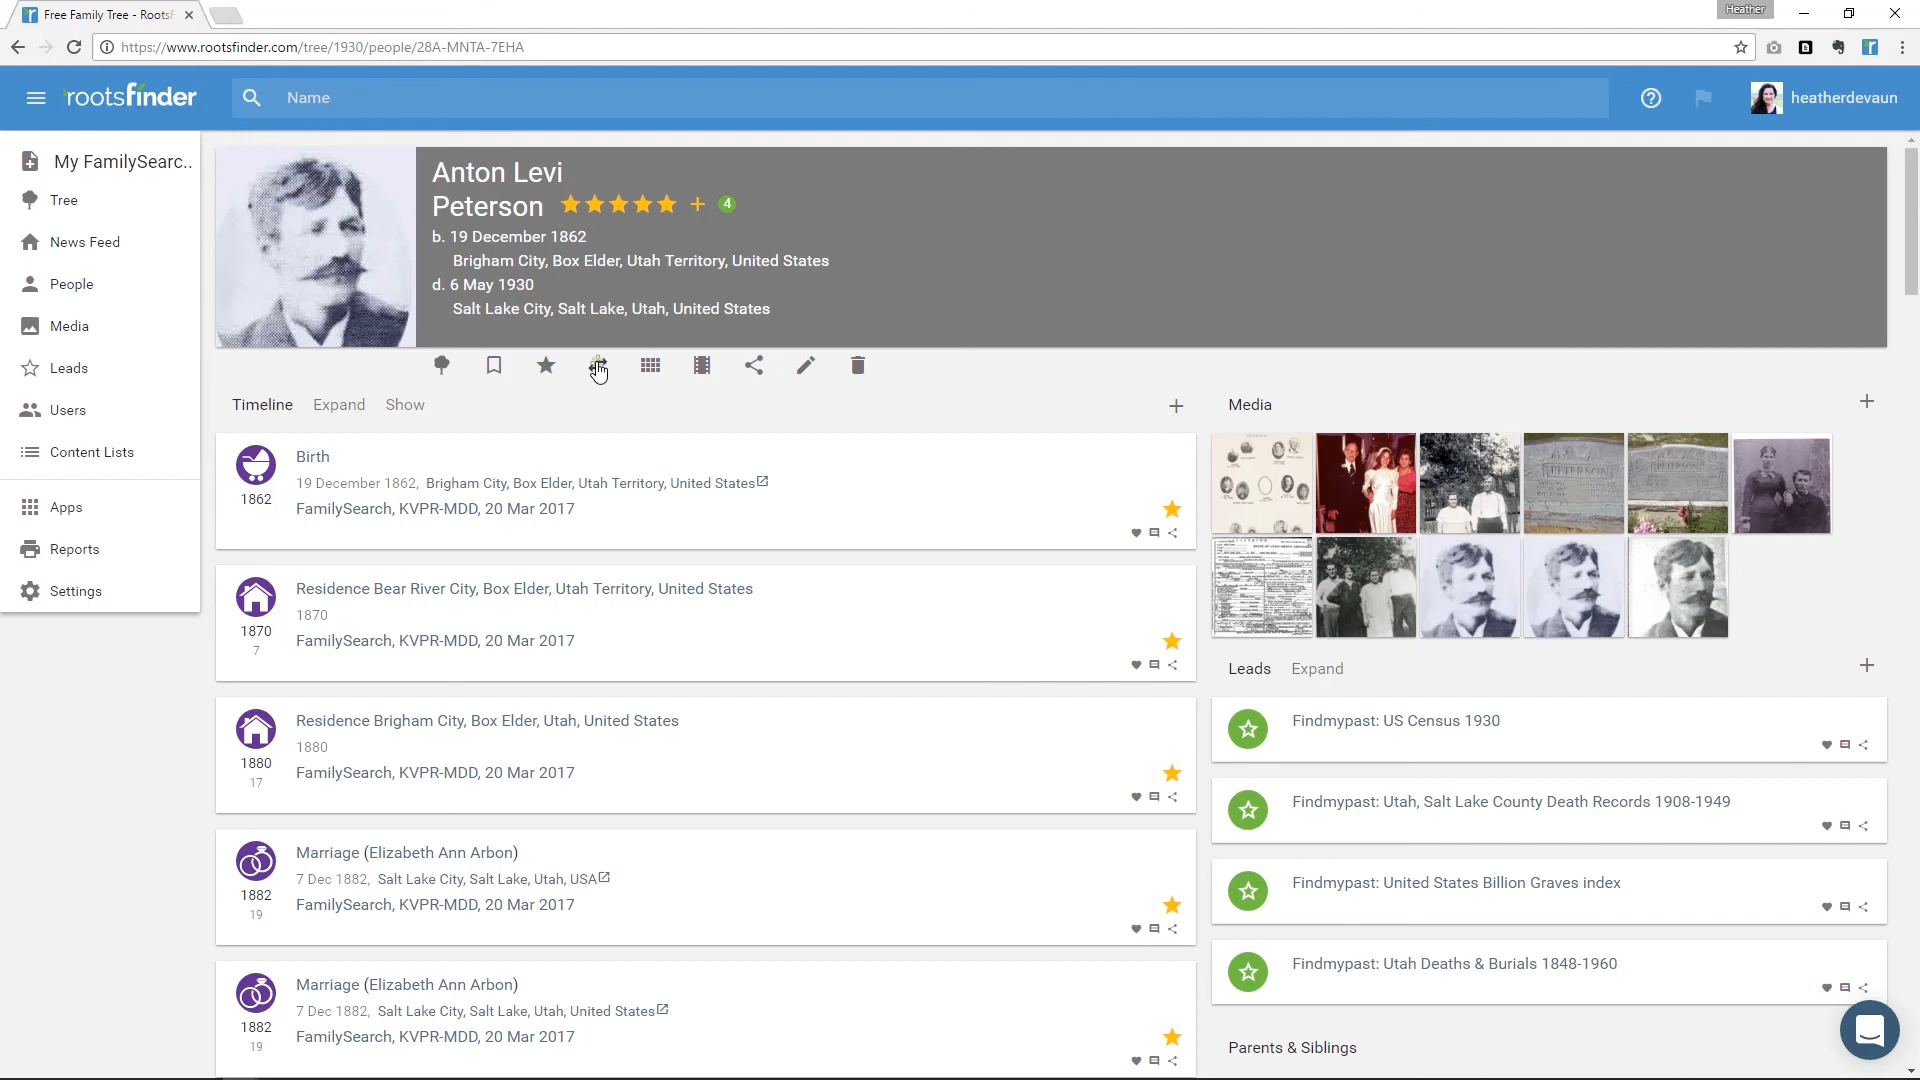 Free Family Tree - RootsF
Heather
https://www.rootsfinder.com/tree/1930/people/28A-MNTA-7EHA
rootsfinder
Name
heatherdevaun
My FamilySearc..
Tree
News Feed
People
Media
Leads
Users
Content Lists
Apps
Reports
Settings
Anton Levi
Peterson
4
b. 19 December 1862
Brigham City, Box Elder, Utah Territory, United States
d. 6 May 1930
Salt Lake City, Salt Lake, Utah, United States
Timeline Expand Show
Birth
19 December 1862, Brigham City, Box Elder, Utah Territory, United States
1862
FamilySearch, KVPR-MDD, 20 Mar 2017
Residence Bear River City, Box Elder, Utah Territory, United States
1870
1870
FamilySearch, KVPR-MDD, 20 Mar 2017
7
Residence Brigham City, Box Elder, Utah, United States
1880
1880
FamilySearch, KVPR-MDD, 20 Mar 2017
17
Marriage (Elizabeth Ann Arbon)
7 Dec 1882, Salt Lake City, Salt Lake, Utah, USA
1882
FamilySearch, KVPR-MDD, 20 Mar 2017
19
Marriage (Elizabeth Ann Arbon)
7 Dec 1882, Salt Lake City, Salt Lake, Utah, United States
1882
FamilySearch, KVPR-MDD, 20 Mar 2017
19
Media
PETERSON
PETERSON
Leads Expand
Findmypast: US Census 1930
Findmypast: Utah, Salt Lake County Death Records 1908-1949
Findmypast: United States Billion Graves index
Findmypast: Utah Deaths & Burials 1848-1960
Parents & Siblings